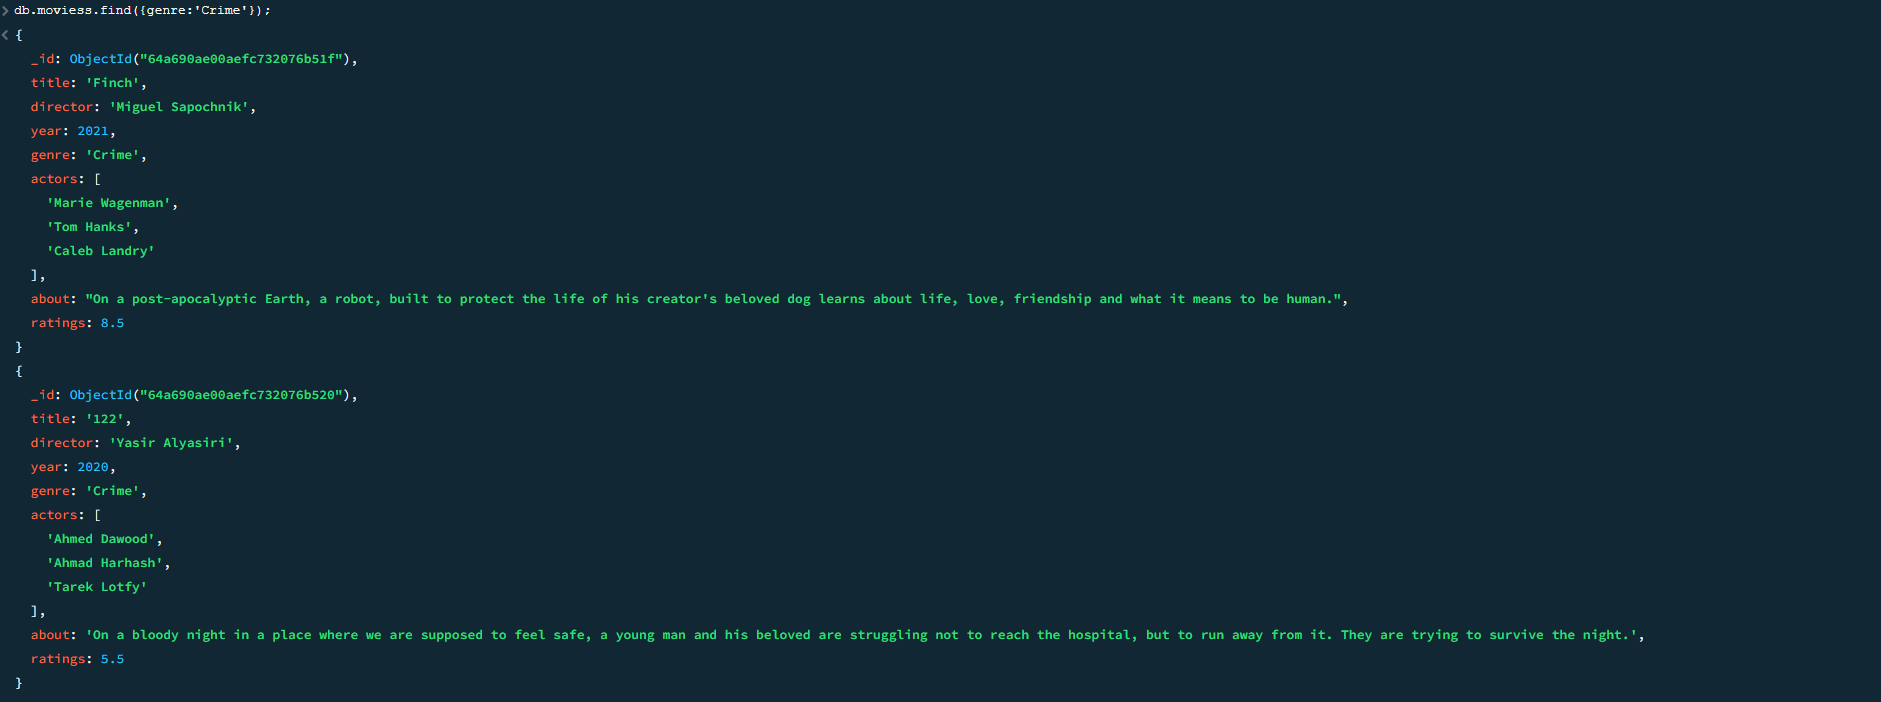 db.moviess.find({genre:'Crime'});
{
_id: ObjectId("64a690ae00aefc732076b51f"),
title: 'Finch',
director: 'Miguel Sapochnik',
year: 2021,
genre: 'Crime',
actors: [
'Marie Wagenman',
'Tom Hanks',
'Caleb Landry'
],
about: "On a post-apocalyptic Earth, a robot, built to protect the life of his creator's beloved dog learns about life, love, friendship and what it means to be human.",
ratings: 8.5
}
{
_id: ObjectId("64a690ae00aefc732076b520"),
title: '122',
director: 'Yasir Alyasiri',
year: 2020,
genre: 'Crime',
actors: [
'Ahmed Dawood',
'Ahmad Harhash',
'Tarek Lotfy'
],
about: 'On a bloody night in a place where we are supposed to feel safe, a young man and his beloved are struggling not to reach the hospital, but to run away from it. They are trying to survive the night.',
ratings: 5.5
}